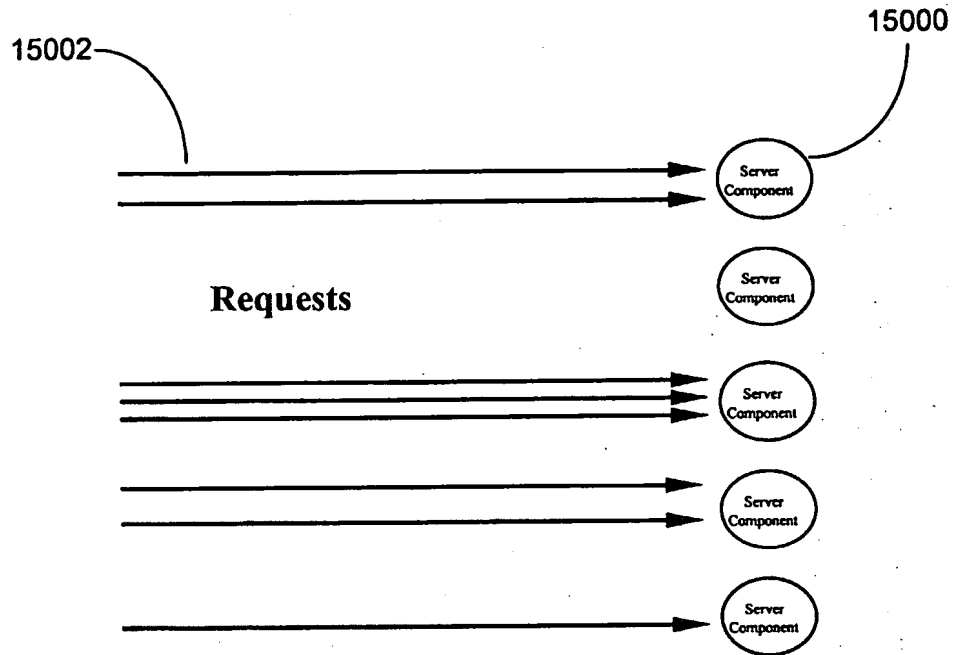 15000
15002
Server
Component
Server
Component
Requests
Server
Component
Server
Component
Server
Component